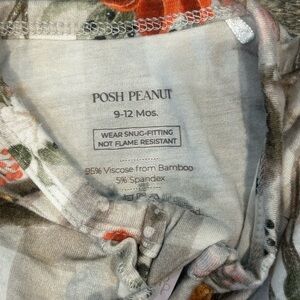 POSH PEANUT
9-12 Mos.
WEAR SNUG-FITTING
NOT FLAME RESISTANT
95% Viscose from Bamboo
5% Spandex